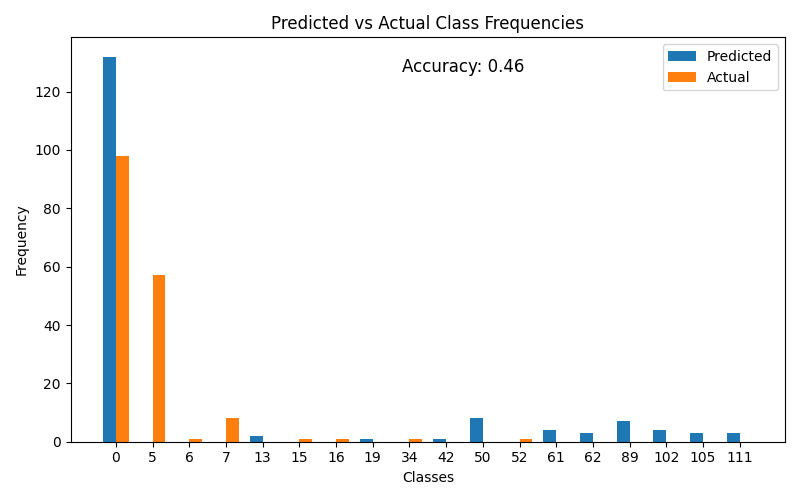 Predicted vs Actual Class Frequencies
Accuracy: 0.46
Predicted
Actual
Frequency
120
100
80
60
40
20
0
0 5 6 7 13 15 16 19 34 42 50 52 61 62 89 102 105 111
Classes